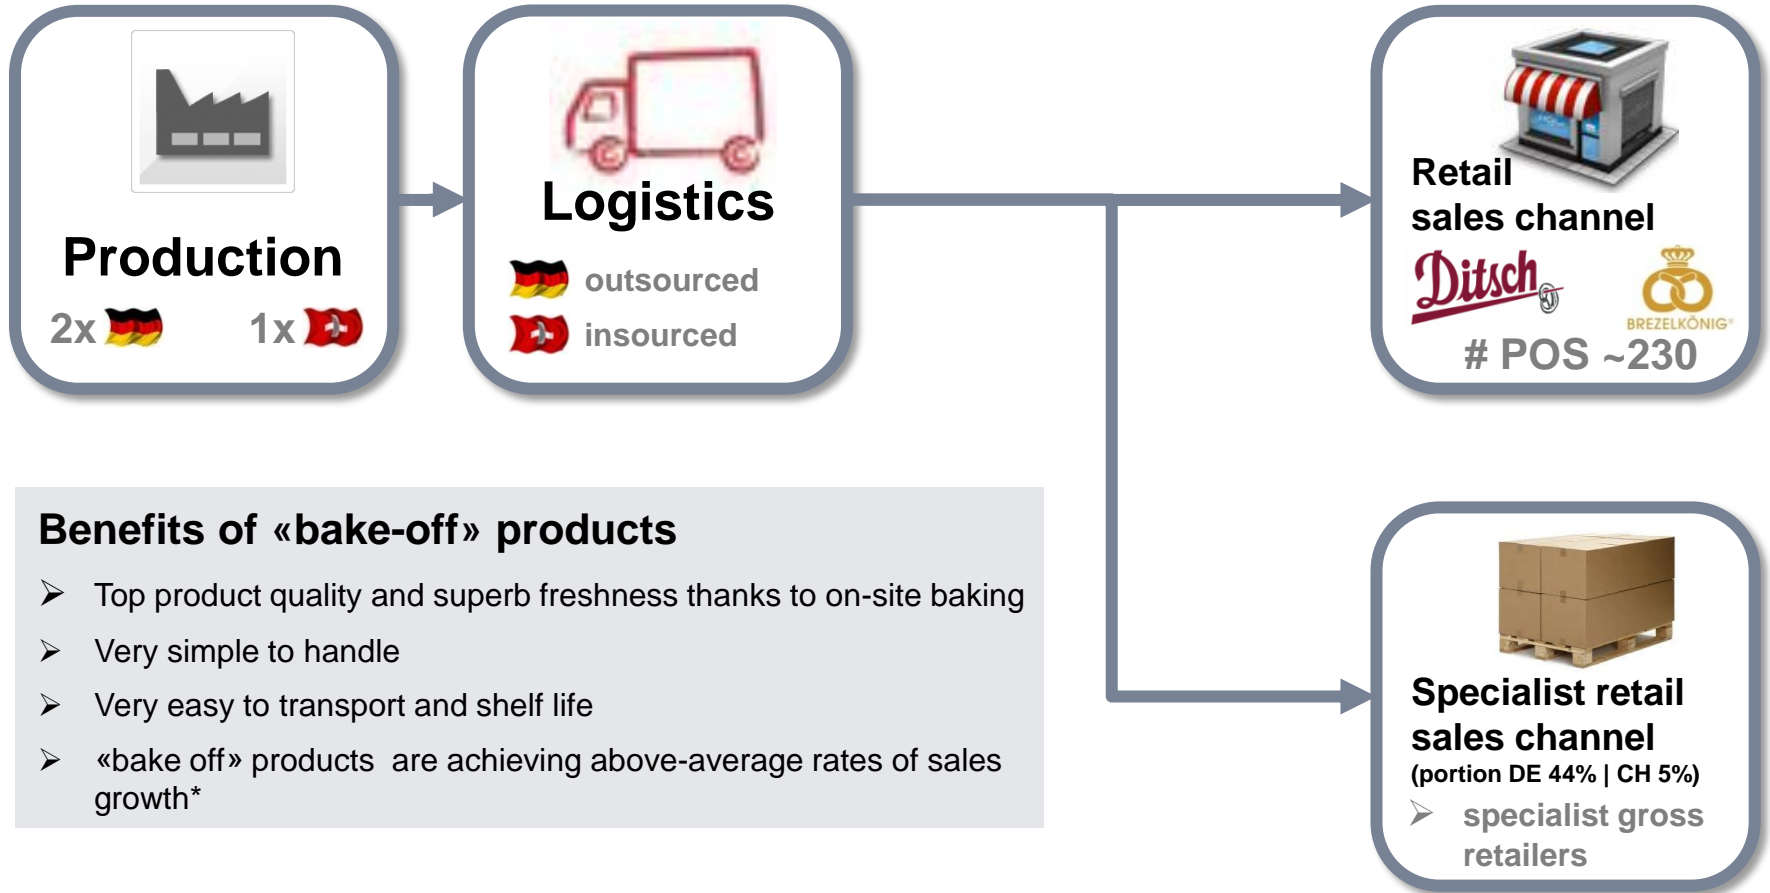 Production
2x 1x
Logistics
outsourced
insourced
Retail
sales channel
Ditsch
BREZELKÖNIG®
# POS ~230
Benefits of «bake-off» products
➢ Top product quality and superb freshness thanks to on-site baking
➢ Very simple to handle
➢ Very easy to transport and shelf life
➢ «bake off» products are achieving above-average rates of sales
growth*
Specialist retail
sales channel
(portion DE 44% | CH 5%)
➢ specialist gross
retailers